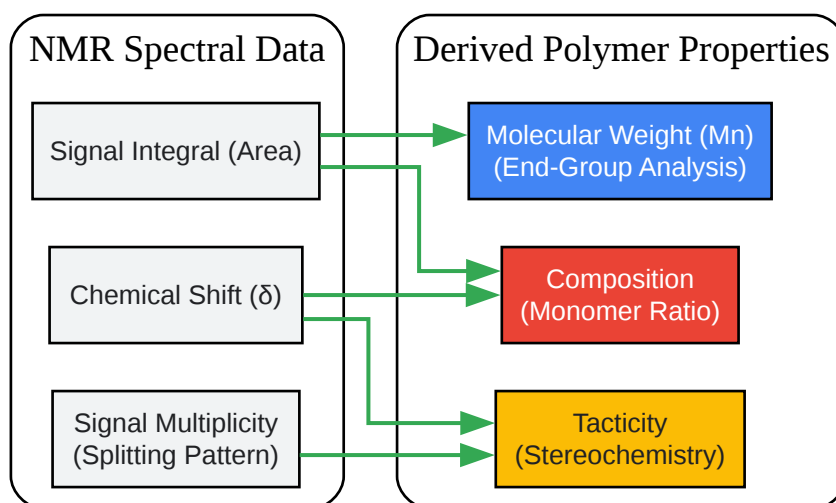 NMR Spectral Data
Signal Integral (Area)
Chemical Shift (δ)
Signal Multiplicity
(Splitting Pattern)
Derived Polymer Properties
Molecular Weight (Mn)
(End-Group Analysis)
Composition
(Monomer Ratio)
Tacticity
(Stereochemistry)